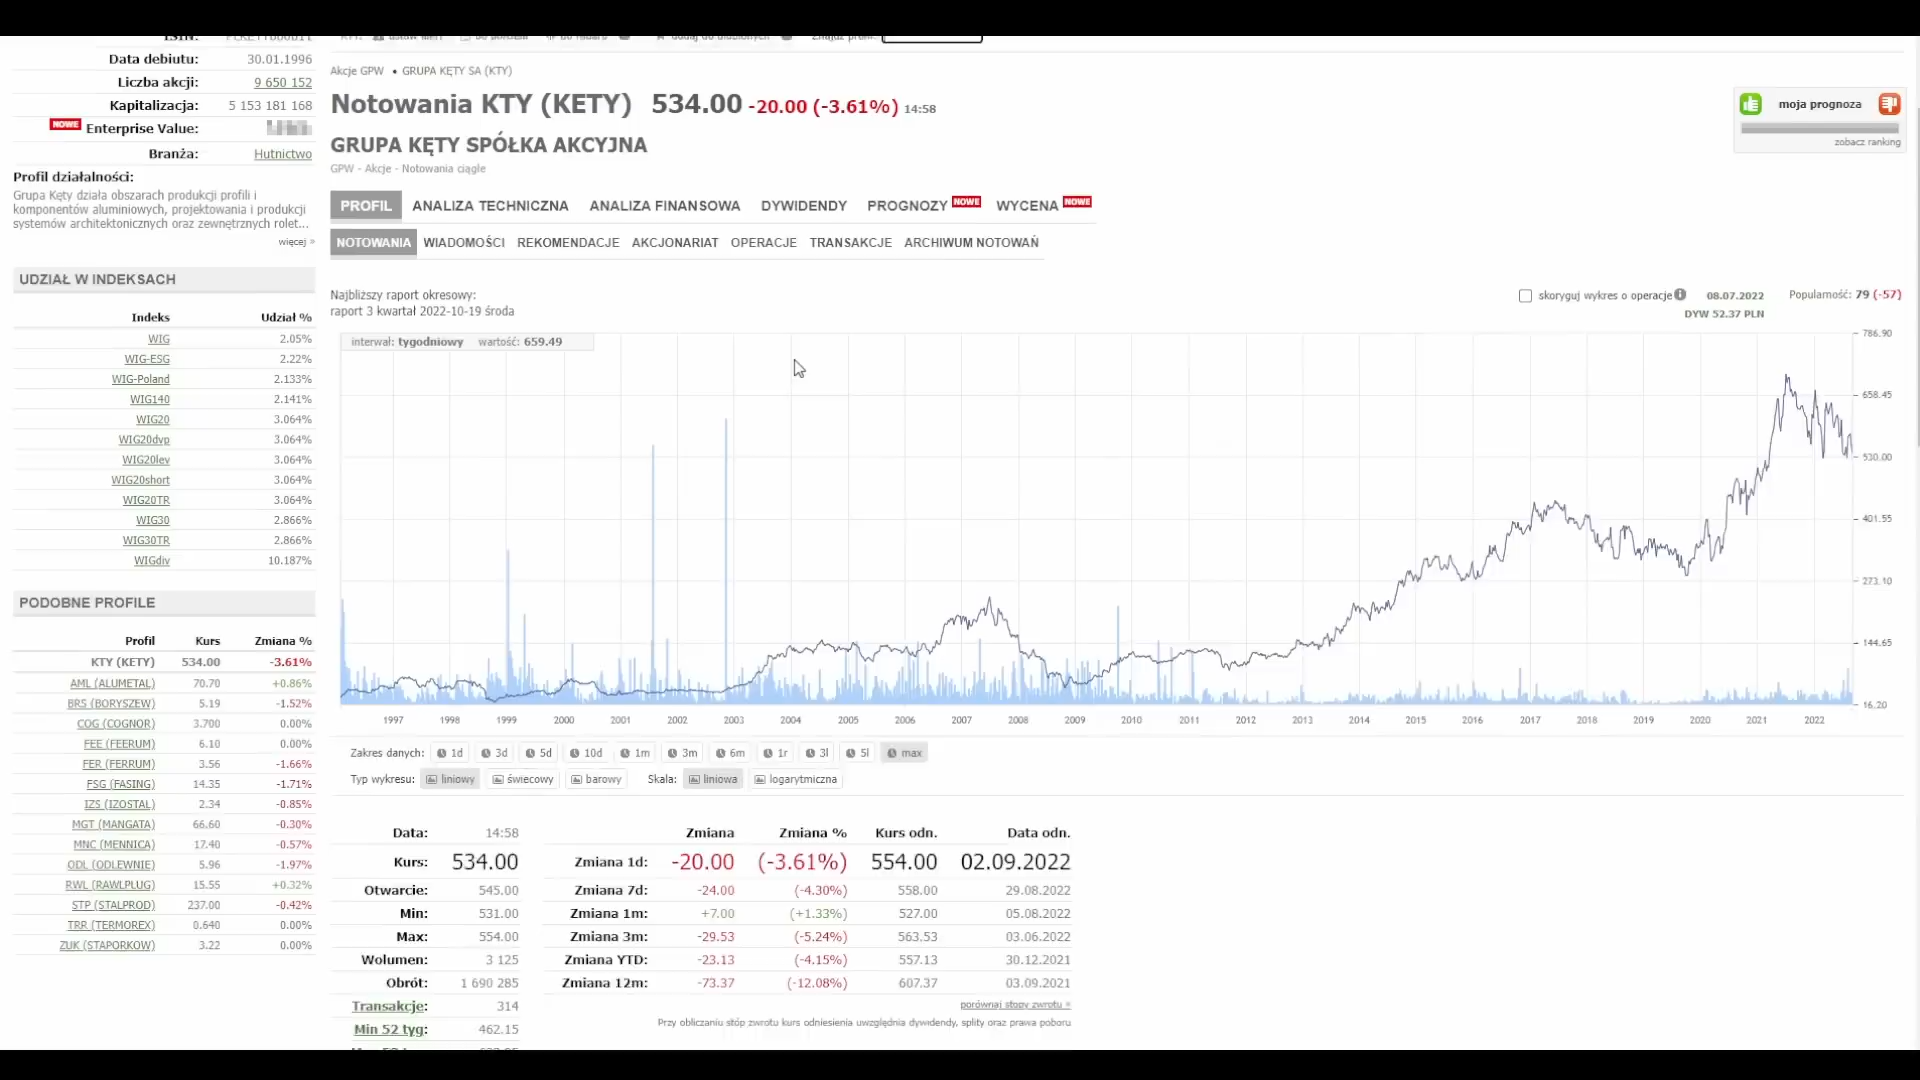 ISIN:
Data debiutu: 30.01.1996
Liczba akcji: 9 650 152
Kapitalizacja: 5 153 181 168
NOWE Enterprise Value:
Branża: Hutnictwo
Profil działalności:
Grupa Kęty działa obszarach produkcji profili i
komponentów aluminiowych, projektowania i produkcji
systemów architektonicznych oraz zewnętrznych rolet...
więcej »
UDZIAŁ W INDEKSACH
Indeks Udział %
WIG 2.05%
WIG-ESG 2.22%
WIG-Poland 2.133%
WIG140 2.141%
WIG20 3.064%
WIG20dvp 3.064%
WIG20lev 3.064%
WIG20short 3.064%
WIG20TR 3.064%
WIG30 2.866%
WIG30TR 2.866%
WIGdiv 10.187%
PODOBNE PROFILE
Profil Kurs Zmiana %
KTY (KETY) 534.00 -3.61%
AML (ALUMETAL) 70.70 +0.86%
BRS (BORYSZEW) 5.19 -1.52%
COG (COGNOR) 3.700 0.00%
FEE (FEERUM) 6.10 0.00%
FER (FERRUM) 3.56 -1.66%
FSG (FASING) 14.35 -1.71%
IZS (IZOSTAL) 2.34 -0.85%
MGT (MANGATA) 66.60 -0.30%
MNC (MENNICA) 17.40 -0.57%
ODL (ODLEWNIE) 5.96 -1.97%
RWL (RAWLPLUG) 15.55 +0.32%
STP (STALPROD) 237.00 -0.42%
TRR (TERMOREX) 0.640 0.00%
ZUK (STAPORKOW) 3.22 0.00%
Akcje GPW • GRUPA KĘTY SA (KTY)
Notowania KTY (KETY) 534.00 -20.00 (-3.61%) 14:58
GRUPA KĘTY SPÓŁKA AKCYJNA
GPW - Akcje - Notowania ciągłe
moja prognoza
zobacz ranking
PROFIL ANALIZA TECHNICZNA ANALIZA FINANSOWA DYWIDENDY PROGNOZY NOWE WYCENA NOWE
NOTOWANIA WIADOMOŚCI REKOMENDACJE AKCJONARIAT OPERACJE TRANSAKCJE ARCHIWUM NOTOWAŃ
Najbliższy raport okresowy:
raport 3 kwartał 2022-10-19 środa
skoryguj wykres o operacje 08.07.2022 Popularność: 79 (-57)
DYW 52.37 PLN
interwał: tygodniowy wartość: 659.49
786.90
658.45
530.00
401.55
273.10
144.65
16.20
1997 1998 1999 2000 2001 2002 2003 2004 2005 2006 2007 2008 2009 2010 2011 2012 2013 2014 2015 2016 2017 2018 2019 2020 2021 2022
Zakres danych: 1d 3d 5d 10d 1m 3m 6m 1r 3l 5l max
Typ wykresu: liniowy świecowy barowy Skala: liniowa logarytmiczna
Data: 14:58
Kurs: 534.00
Otwarcie: 545.00
Min: 531.00
Max: 554.00
Wolumen: 3 125
Obrót: 1 690 285
Transakcje: 314
Min 52 tyg: 462.15
Zmiana Zmiana % Kurs odn. Data odn.
Zmiana 1d: -20.00 (-3.61%) 554.00 02.09.2022
Zmiana 7d: -24.00 (-4.30%) 558.00 29.08.2022
Zmiana 1m: +7.00 (+1.33%) 527.00 05.08.2022
Zmiana 3m: -29.53 (-5.24%) 563.53 03.06.2022
Zmiana YTD: -23.13 (-4.15%) 557.13 30.12.2021
Zmiana 12m: -73.37 (-12.08%) 607.37 03.09.2021
porównaj stopy zwrotu »
Przy obliczaniu stóp zwrotu kurs odniesienia uwzględnia dywidendy, splity oraz prawa poboru